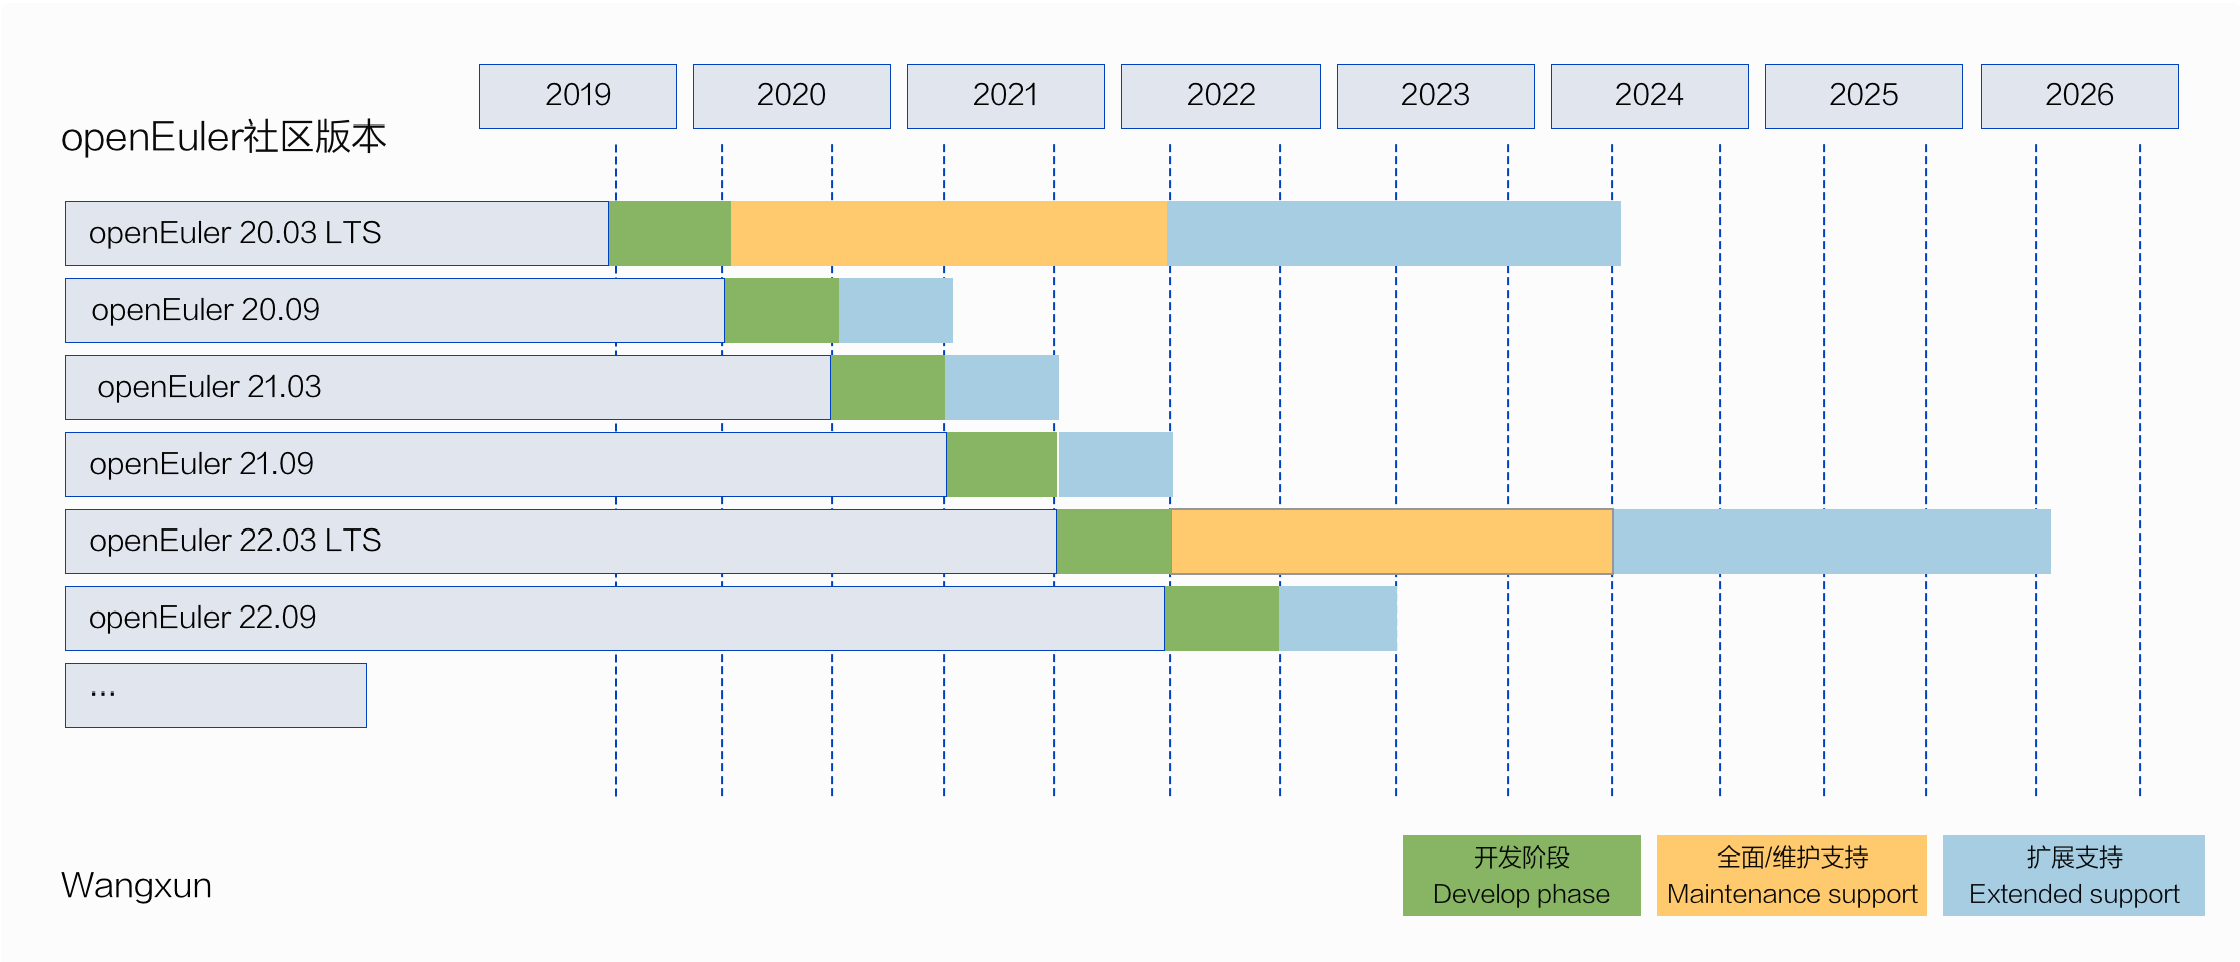 2019
2020
2021
2022
2023
2024
2025
2026
openEuler社区版本
openEuler 20.03 LTS
openEuler 20.09
openEuler 21.03
openEuler 21.09
openEuler 22.03 LTS
openEuler 22.09
...
开发阶段
Develop phase
全面/维护支持
Maintenance support
扩展支持
Extended support
Wangxun